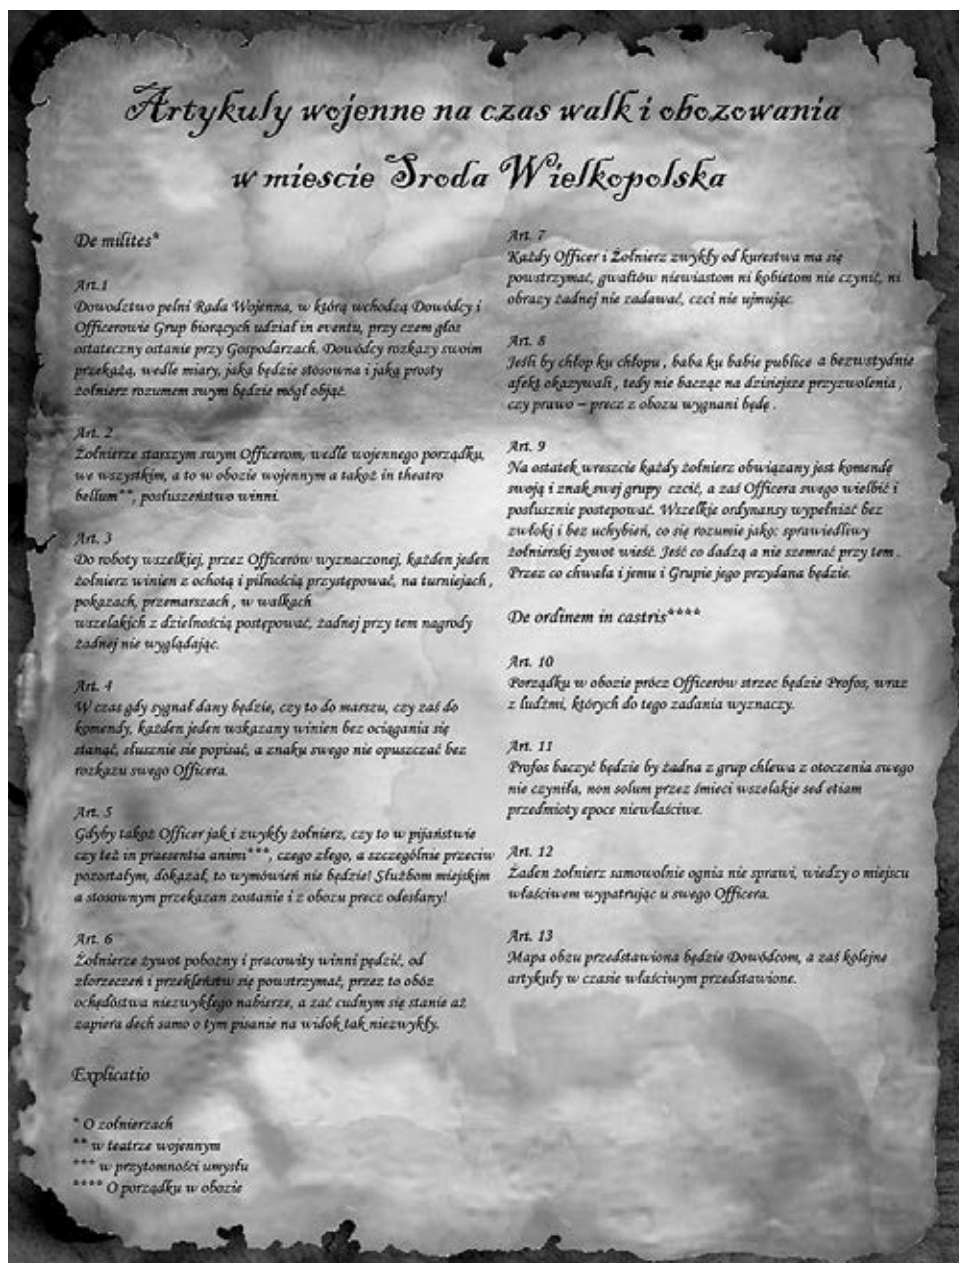 Artykuly wojenne na czas walk i obozowania
w miescie Sroda Wielkopolska
De milites*
Art.1
Dowodztwo pełni Rada Wojenna, w którą wchodzą Dowódcy i
Officerowie Grup biorących udział in eventu, przy czem głos
ostateczny ostanie przy Gospodarzach. Dowódcy rozkazy swoim
przekażą, wedle miary, jaka będzie stosowna i jaką prosty
żołnierz rozumem swym będzie mógł objąć.
Art. 2
Żołnierze starszym swym Officerom, wedle wojennego porządku,
we wszystkim, a to w obozie wojennym a takoż in theatro
bellum**, posłuszeństwo winni.
Art. 3
Do roboty wszelkiej, przez Officerów wyznaczonej, każden jeden
żołnierz winien z ochotą i pilnością przystępować, na turniejach ,
pokazach, przemarszach , w walkach
wszelakich z dzielnością postępować, żadnej przy tem nagrody
żadnej nie wyglądając.
Art. 4
W czas gdy sygnał dany będzie, czy to do marszu, czy zaś do
komendy, każden jeden wskazany winien bez ociągania się
stanąć, słusznie sie popisać, a znaku swego nie opuszczać bez
rozkazu swego Officera.
Art. 5
Gdyby takoż Officer jak i zwykły żołnierz, czy to w pijaństwie
czy też in praesentia animi***, czego złego, a szczególnie przeciw
pozostałym, dokazał, to wymówień nie będzie! Służbom miejskim
a stosownym przekazan zostanie i z obozu precz odesłany!
Art. 6
Żołnierze żywot pobożny i pracowity winni pędzić, od
złorzeczeń i przekleństw się powstrzymać, przez to obóz
ochędóstwa niezwykłego nabierze, a zać cudnym się stanie aż
zapiera dech samo o tym pisanie na widok tak niezwykły.
Explicatio
* O zołnierzach
** w teatrze wojennym
*** w przytomności umysłu
**** O porządku w obozie
Art. 7
Każdy Officer i Żołnierz zwykły od kurestwa ma się
powstrzymać, gwałtów niewiastom ni kobietom nie czynić, ni
obrazy żadnej nie zadawać, czci nie ujmując.
Art. 8
Jeśli by chłop ku chłopu , baba ku babie publice a bezwstydnie
afekt okazywali , tedy nie bacząc na dzisiejsze przyzwolenia ,
czy prawo – precz z obozu wygnani będę .
Art. 9
Na ostatek wreszcie każdy żołnierz obwiązany jest komendę
swoją i znak swej grupy czcić, a zaś Officera swego wielbić i
posłusznie postepować. Wszelkie ordynansy wypełniać bez
zwłoki i bez uchybień, co się rozumie jako: sprawiedliwy
żołnierski żywot wieść. Jeść co dadzą a nie szemrać przy tem .
Przez co chwała i jemu i Grupie jego przydana będzie.
De ordinem in castris****
Art. 10
Porządku w obozie prócz Officerów strzec będzie Profos, wraz
z ludźmi, których do tego zadania wyznaczy.
Art. 11
Profos baczyć będzie by żadna z grup chlewa z otoczenia swego
nie czyniła, non solum przez śmieci wszelakie sed etiam
przedmioty epoce niewłaściwe.
Art. 12
Żaden żołnierz samowolnie ognia nie sprawi, wiedzy o miejscu
właściwem wypatrując u swego Officera.
Art. 13
Mapa obzu przedstawiona będzie Dowódcom, a zaś kolejne
artykuły w czasie właściwym przedstawione.